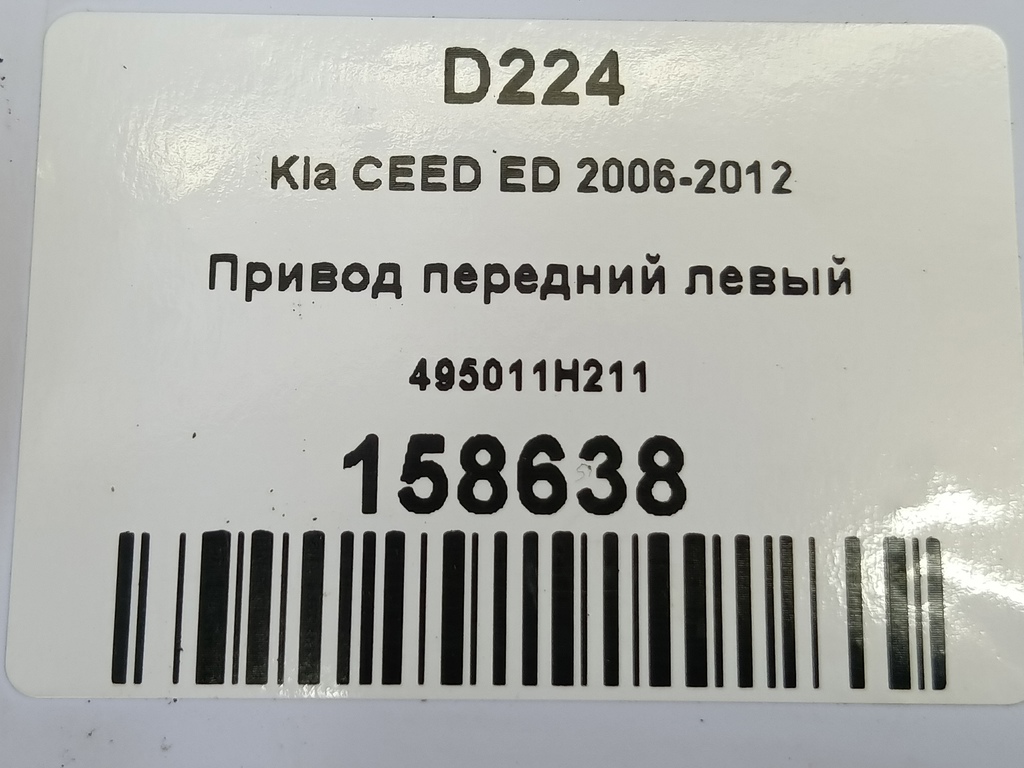 D224
Kia CEED ED 2006-2012
Привод передний левый
495011H211
158638